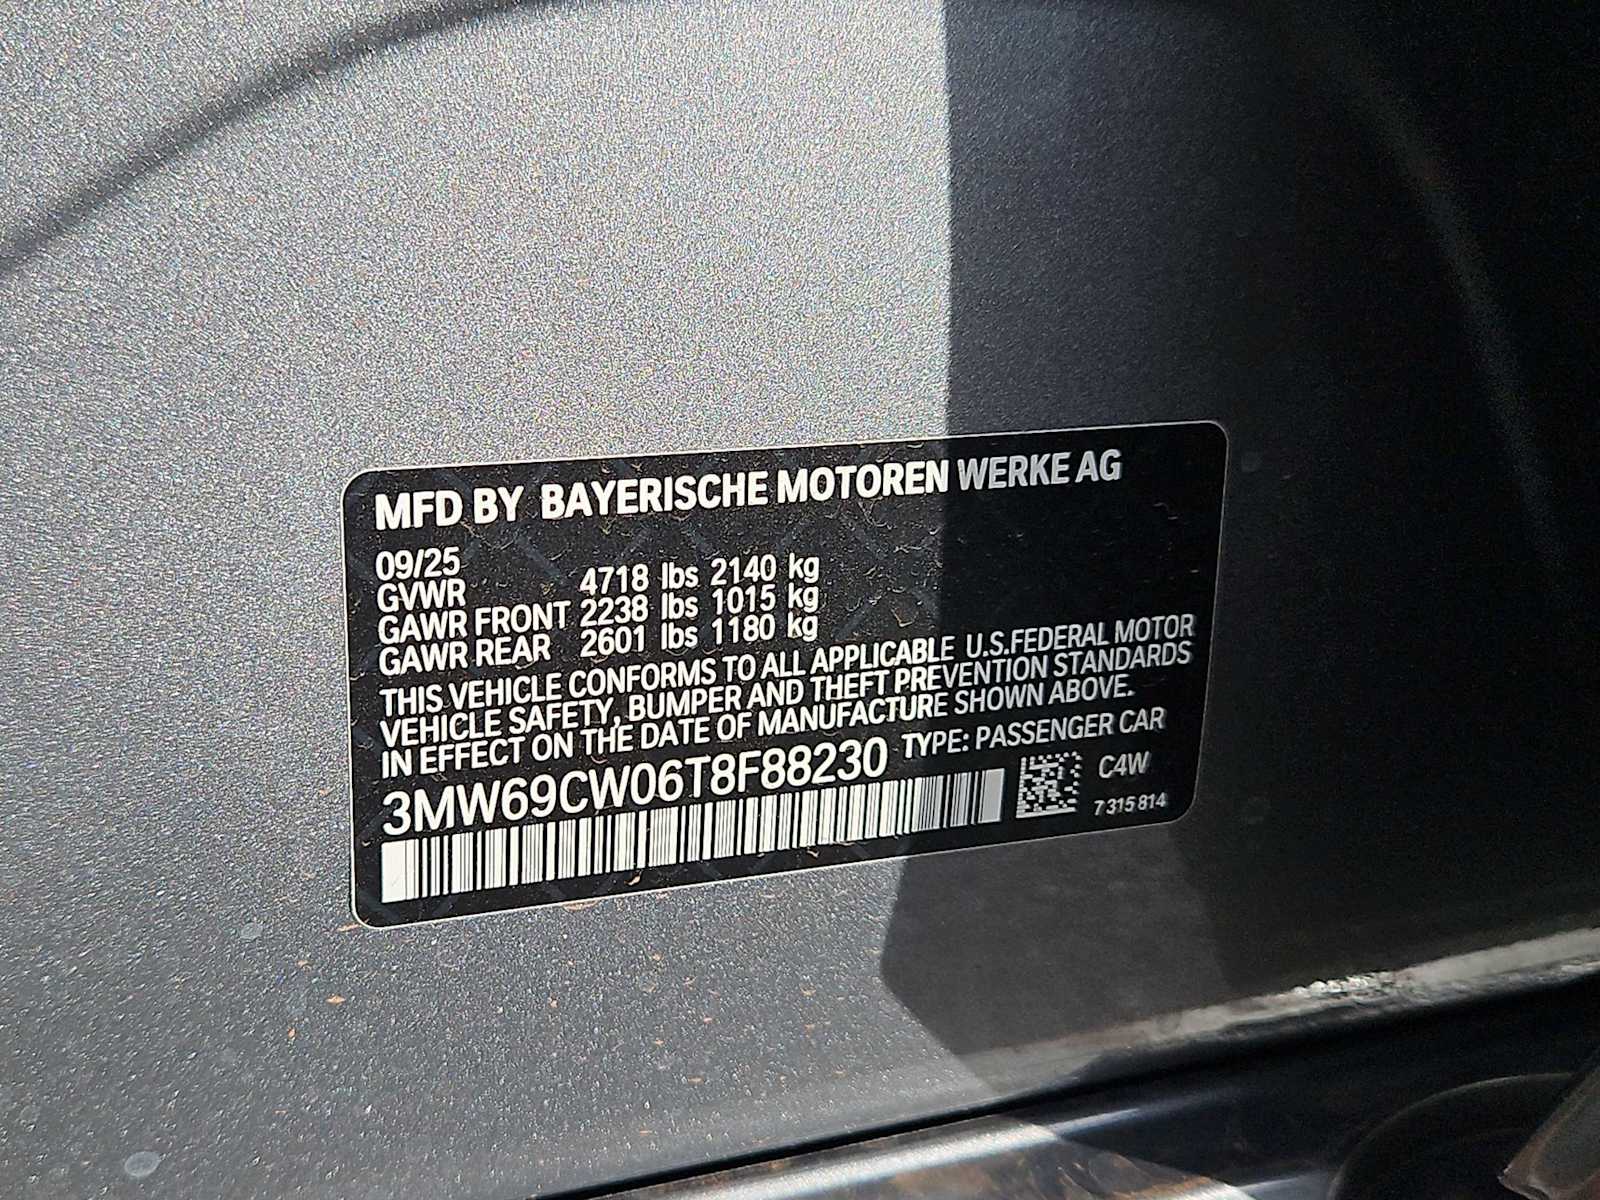 MFD BY BAYERISCHE MOTOREN WERKE AG
09/25
GVWR 4718 lbs 2140 kg
GAWR FRONT 2238 lbs 1015 kg
GAWR REAR 2601 lbs 1180 kg
THIS VEHICLE CONFORMS TO ALL APPLICABLE U.S.FEDERAL MOTOR
VEHICLE SAFETY, BUMPER AND THEFT PREVENTION STANDARDS
IN EFFECT ON THE DATE OF MANUFACTURE SHOWN ABOVE.
3MW69CW06T8F88230 TYPE: PASSENGER CAR
C4W
7 315 814